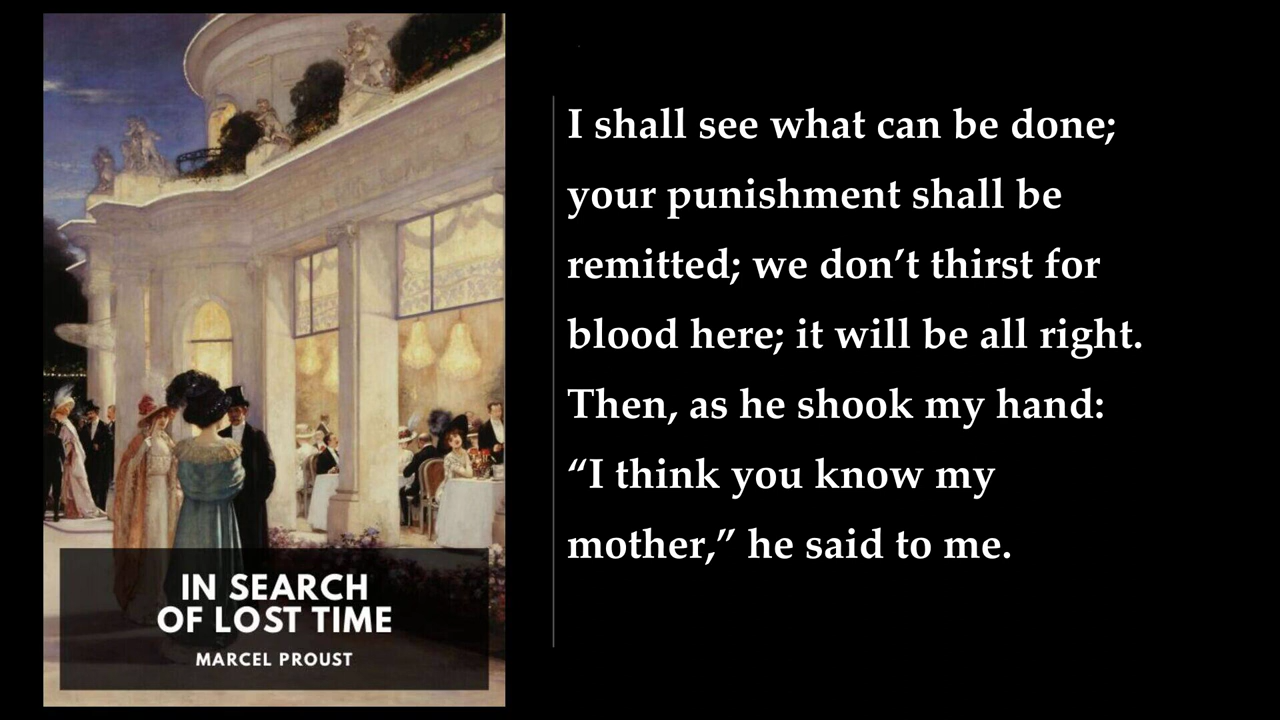 IN SEARCH
OF LOST TIME
MARCEL PROUST
I shall see what can be done;
your punishment shall be
remitted; we don’t thirst for
blood here; it will be all right.
Then, as he shook my hand:
“I think you know my
mother,” he said to me.